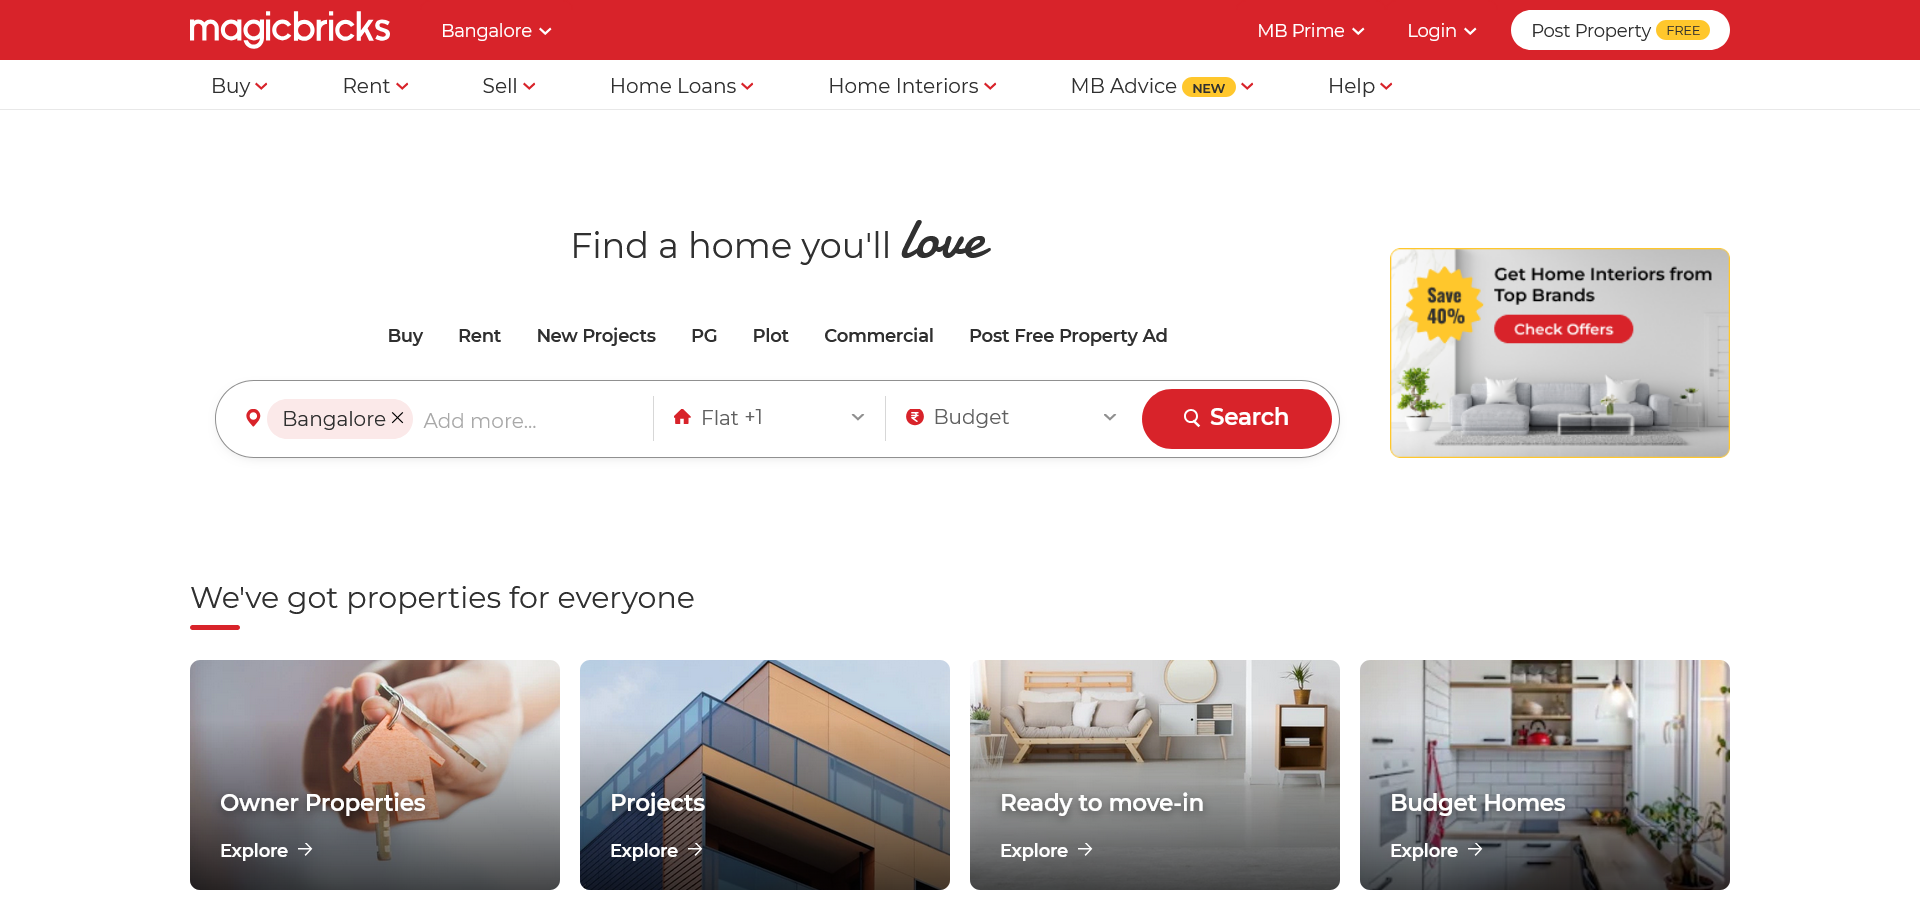 magicbricks
Bangalore
MB Prime
Login
Post Property FREE
Buy
Rent
Sell
Home Loans
Home Interiors
MB Advice NEW
Help
Find a home you'll love
Buy
Rent
New Projects
PG
Plot
Commercial
Post Free Property Ad
Bangalore
Add more...
Flat +1
Budget
Search
Save
40%
Get Home Interiors from
Top Brands
Check Offers
We've got properties for everyone
Owner Properties
Explore
Projects
Explore
Ready to move-in
Explore
Budget Homes
Explore